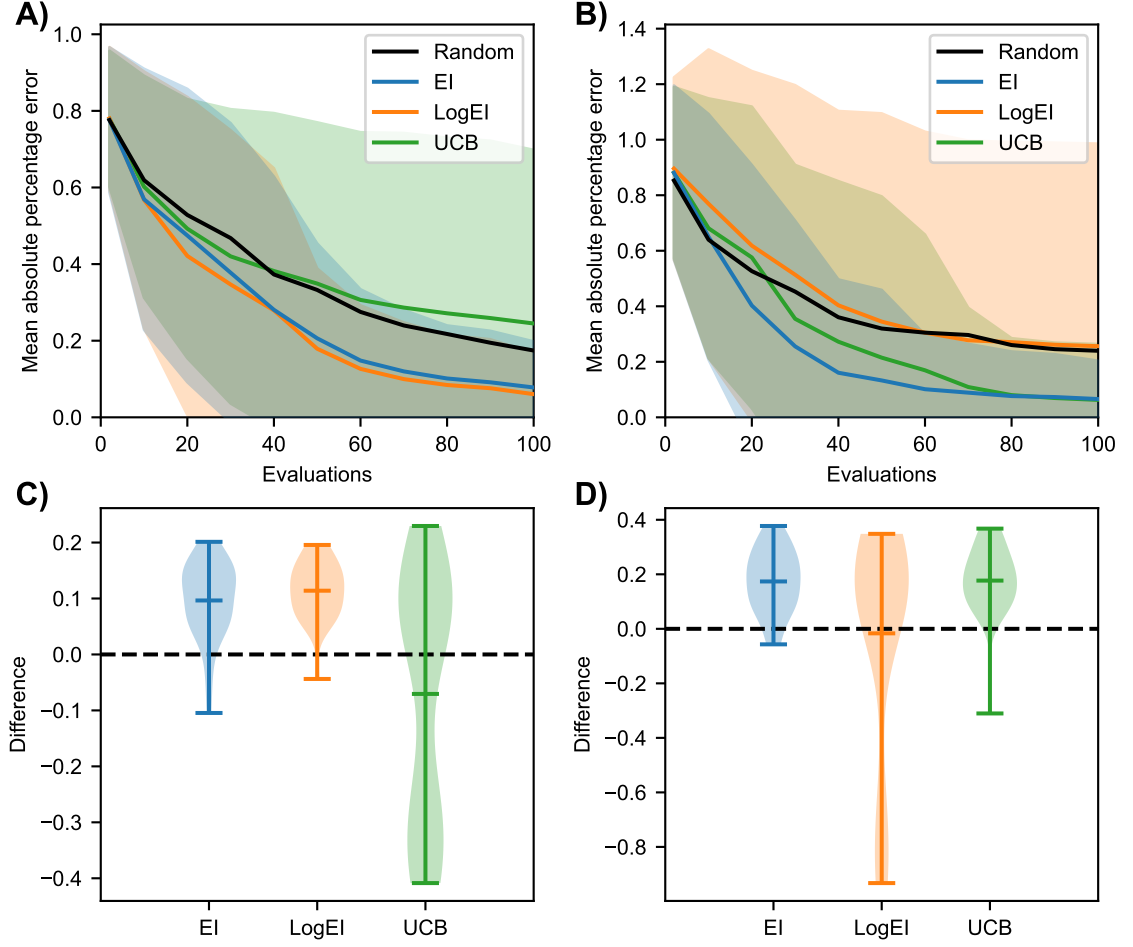 A)
Mean absolute percentage error
1.0
0.8
0.6
0.4
0.2
0.0
0 20 40 60 80 100
Evaluations
Random
EI
LogEI
UCB
B)
Mean absolute percentage error
1.4
1.2
1.0
0.8
0.6
0.4
0.2
0.0
0 20 40 60 80 100
Evaluations
Random
EI
LogEI
UCB
C)
Difference
0.2
0.1
0.0
−0.1
−0.2
−0.3
−0.4
EI LogEI UCB
D)
Difference
0.4
0.2
0.0
−0.2
−0.4
−0.6
−0.8
EI LogEI UCB